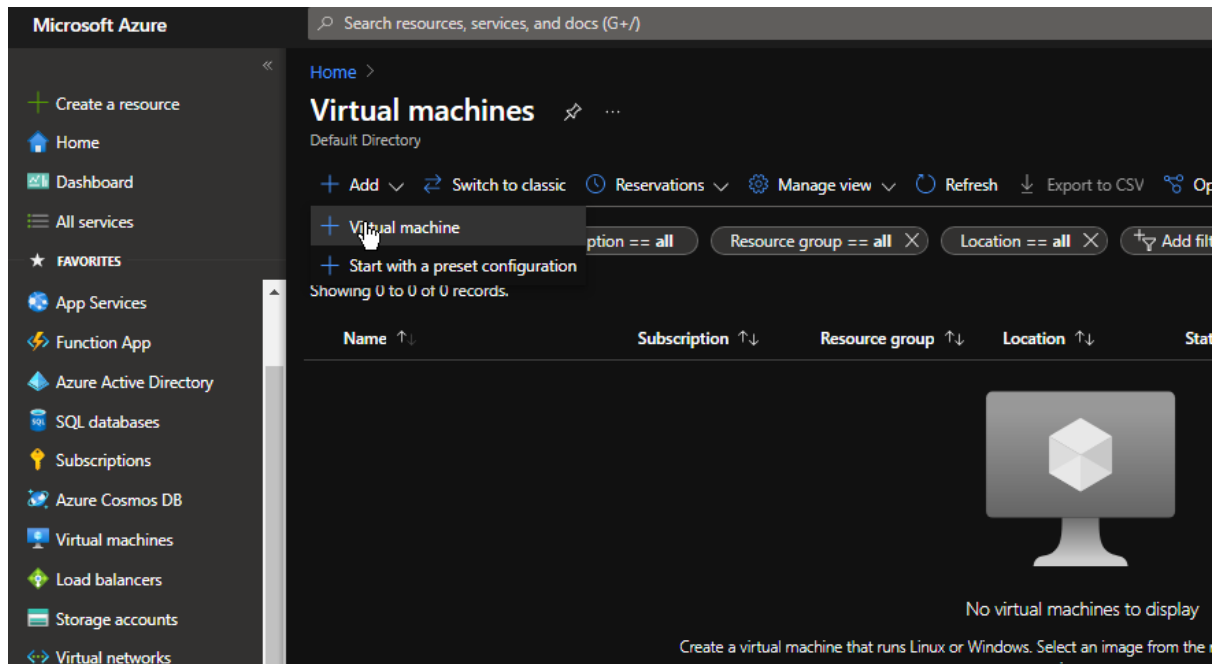 Microsoft Azure
Search resources, services, and docs (G+/)
Create a resource
Home
Dashboard
All services
FAVORITES
App Services
Function App
Azure Active Directory
SQL databases
Subscriptions
Azure Cosmos DB
Virtual machines
Load balancers
Storage accounts
Virtual networks
Home >
Virtual machines
Default Directory
Add Switch to classic Reservations Manage view Refresh Export to CSV
Virtual machine
== all Resource group == all Location == all Add
Start with a preset configuration
Showing 0 to 0 of 0 records.
Name Subscription Resource group Location
No virtual machines to display
Create a virtual machine that runs Linux or Windows. Select an image from the